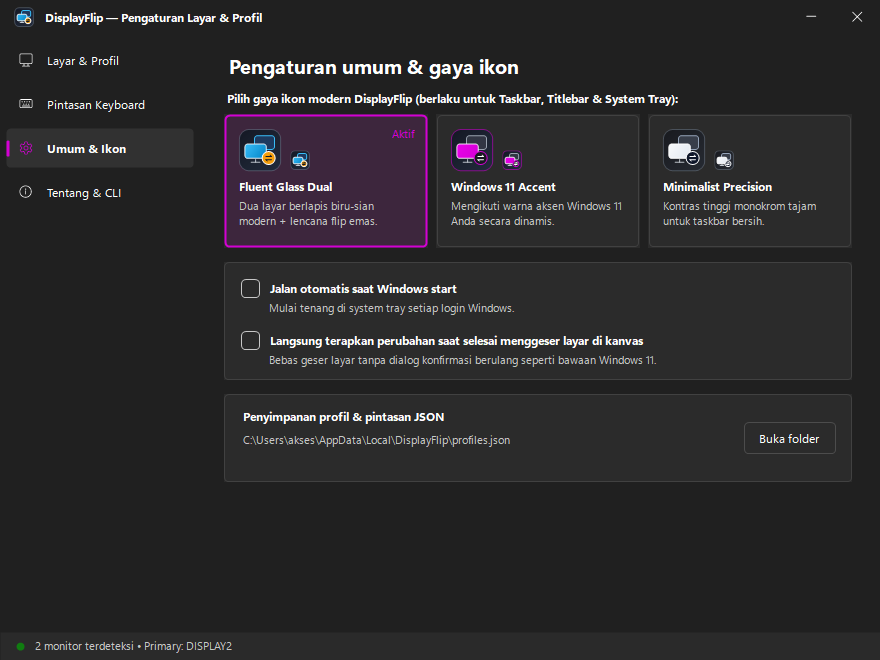 DisplayFlip — Pengaturan Layar & Profil
Layar & Profil
Pintasan Keyboard
Umum & Ikon
Tentang & CLI
Pengaturan umum & gaya ikon
Pilih gaya ikon modern DisplayFlip (berlaku untuk Taskbar, Titlebar & System Tray):
Aktif
Fluent Glass Dual
Dua layar berlapis biru-sian
modern + lencana flip emas.
Windows 11 Accent
Mengikuti warna aksen Windows 11
Anda secara dinamis.
Minimalist Precision
Kontras tinggi monokrom tajam
untuk taskbar bersih.
Jalan otomatis saat Windows start
Mulai tenang di system tray setiap login Windows.
Langsung terapkan perubahan saat selesai menggeser layar di kanvas
Bebas geser layar tanpa dialog konfirmasi berulang seperti bawaan Windows 11.
Penyimpanan profil & pintasan JSON
C:\Users\akses\AppData\Local\DisplayFlip\profiles.json
Buka folder
2 monitor terdeteksi • Primary: DISPLAY2